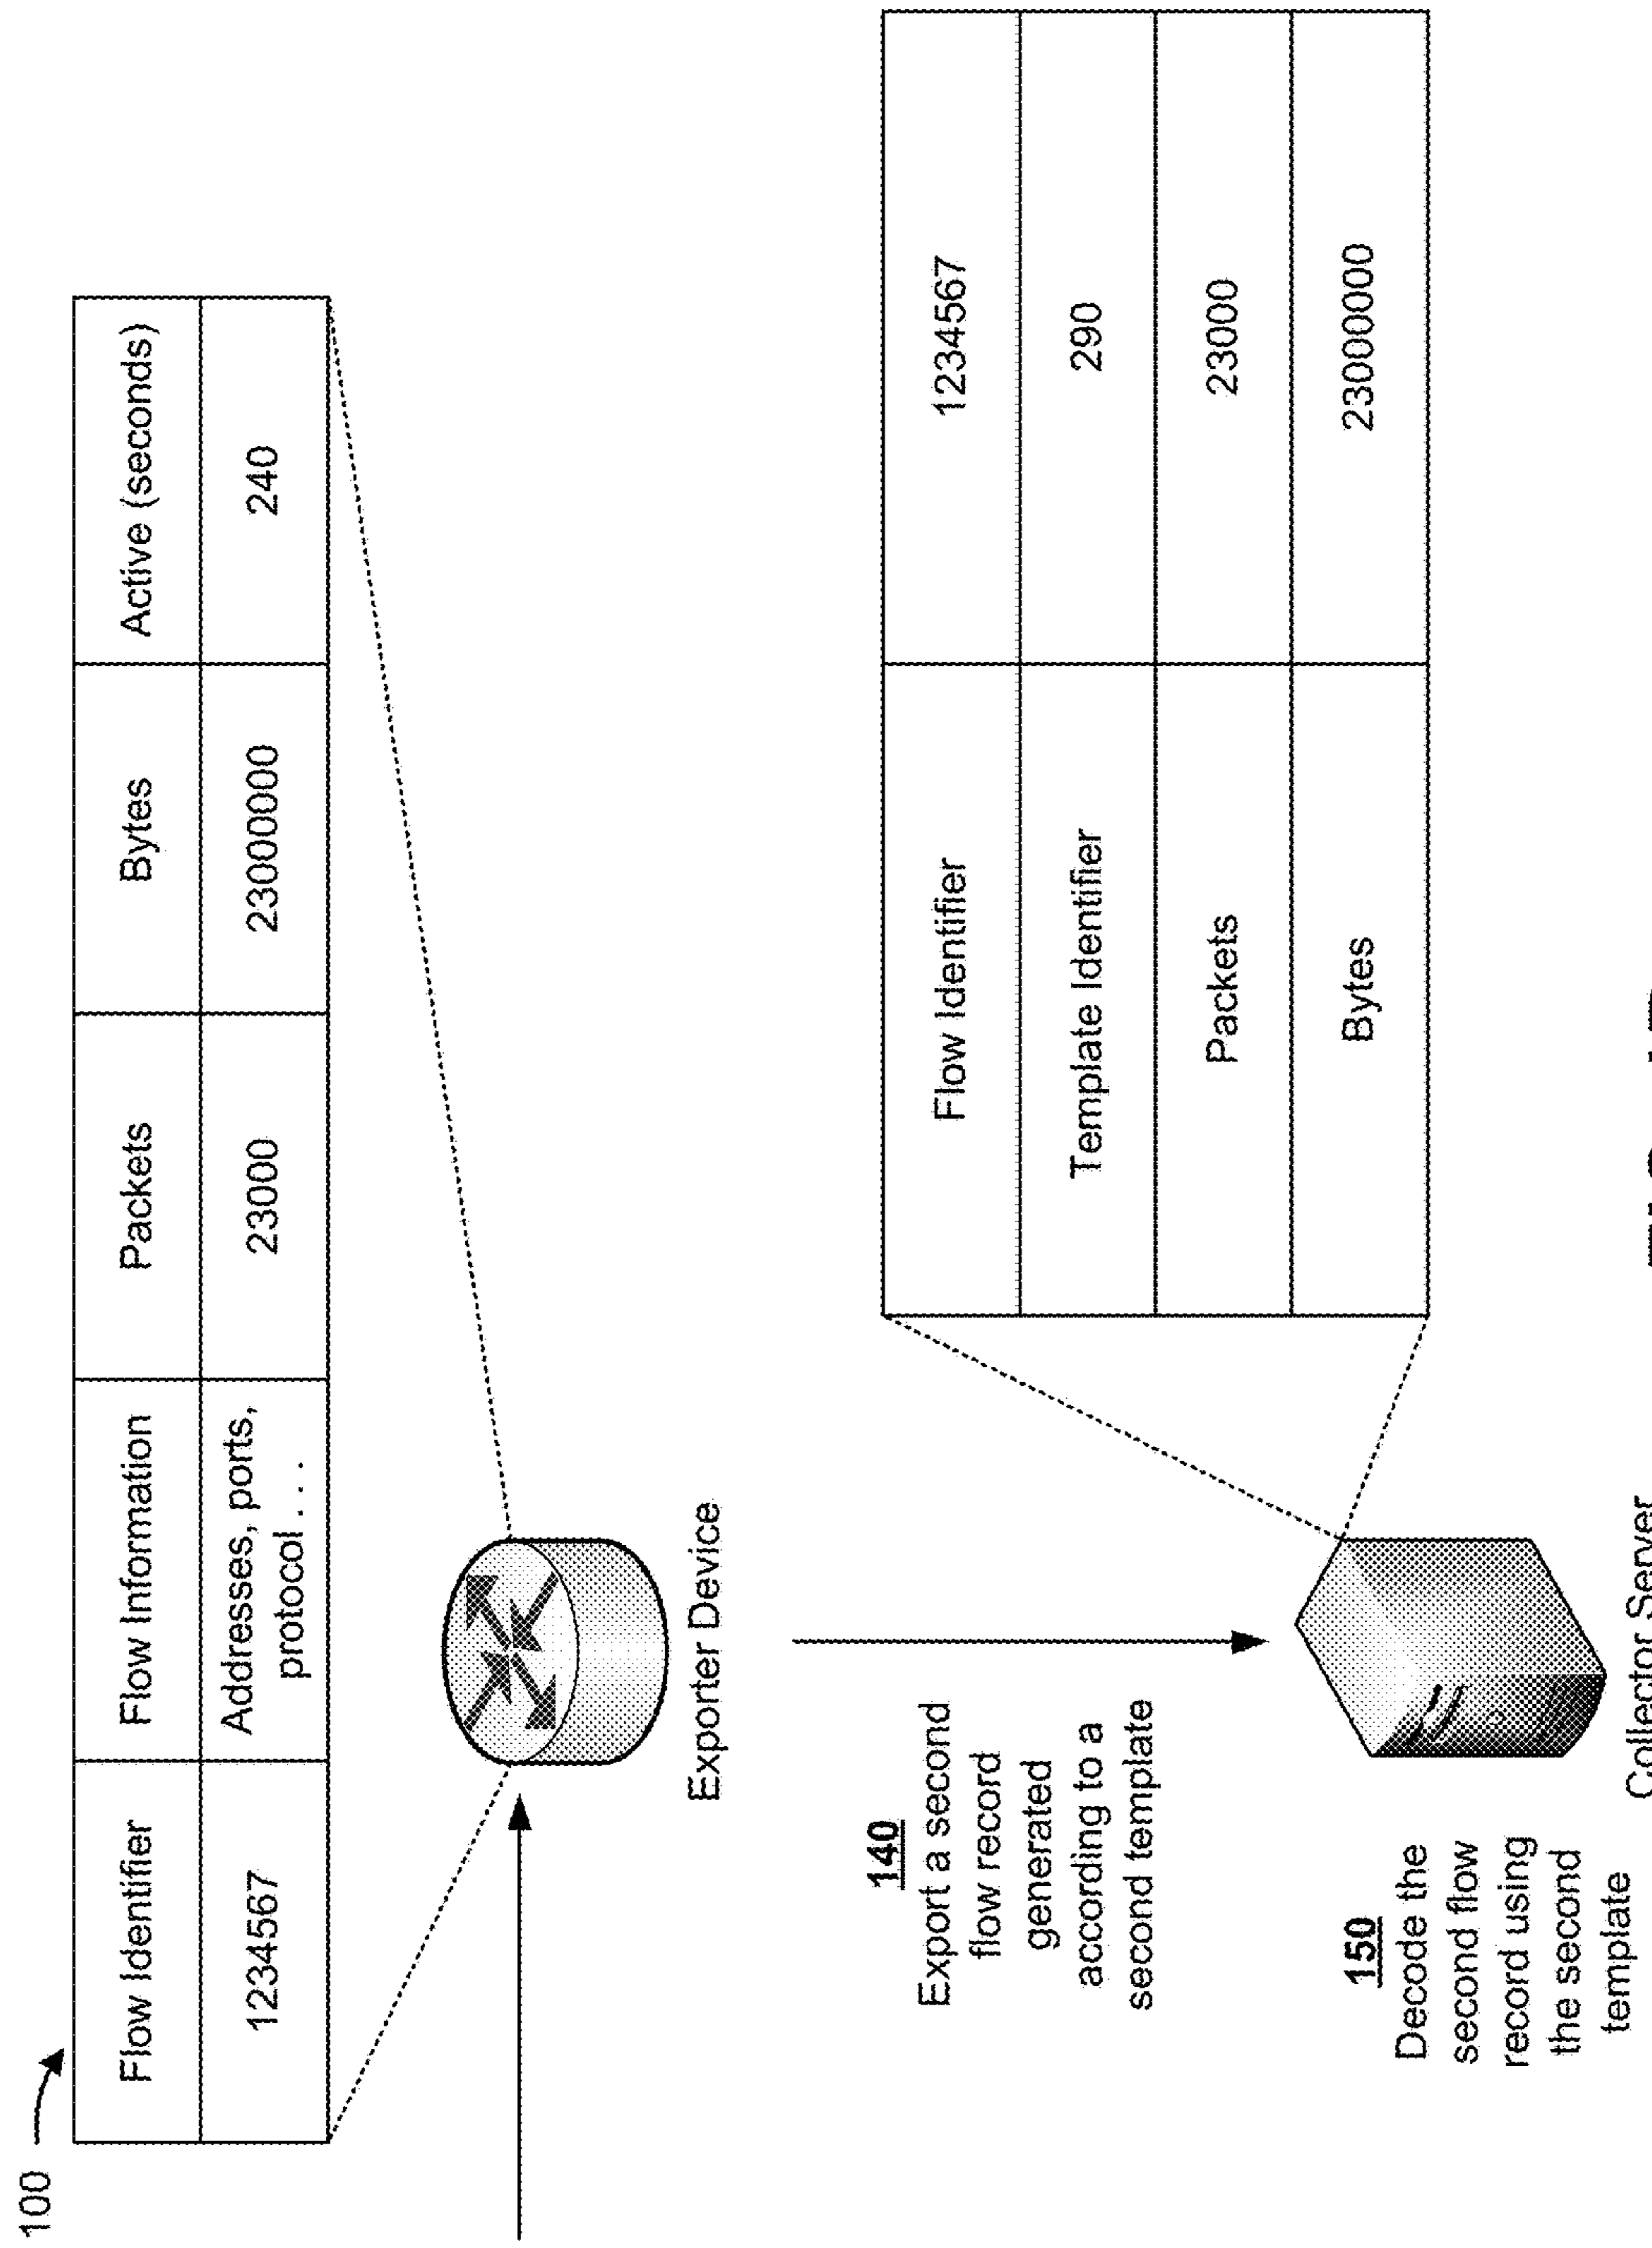 100
Flow Identifier
Flow Information
Packets
Bytes
Active (seconds)
1234567
Addresses, ports,
protocol . . .
23000
23000000
240
Exporter Device
140
Export a second
flow record
generated
according to a
second template
150
Decode the
second flow
record using
the second
template
Collector Server
Flow Identifier
1234567
Template Identifier
290
Packets
23000
Bytes
23000000